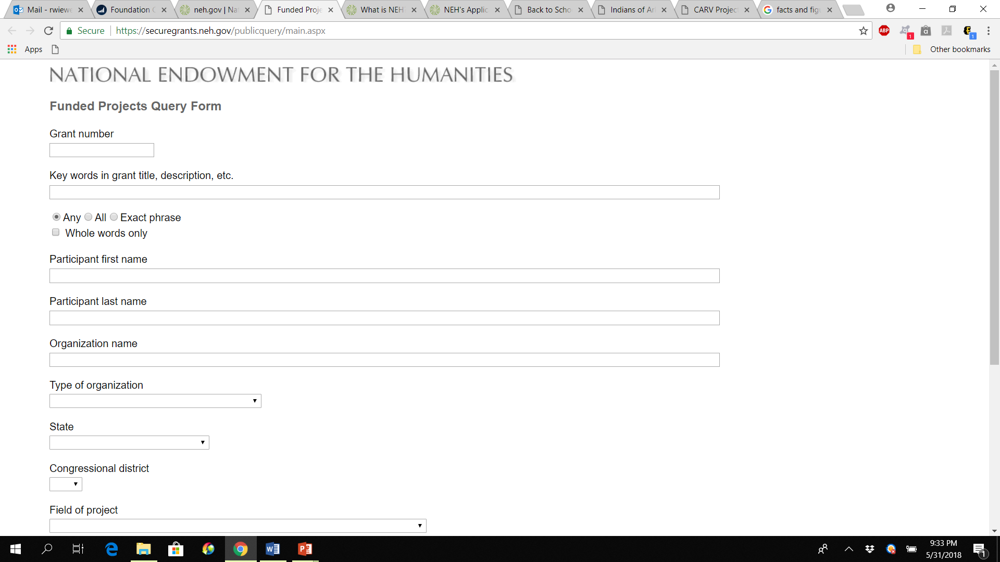 Mail - rwiewe
Foundation C
neh.gov | Na
Funded Proje
What is NEH
NEH's Applic
Back to Scho
Indians of Ar
CARV Projec
facts and fig
Secure
https://securegrants.neh.gov/publicquery/main.aspx
ABP
1
a
1
Apps
Other bookmarks
NATIONAL ENDOWMENT FOR THE HUMANITIES
Funded Projects Query Form
Grant number
Key words in grant title, description, etc.
Any All Exact phrase
Whole words only
Participant first name
Participant last name
Organization name
Type of organization
State
Congressional district
Field of project
9:33 PM
5/31/2018
1